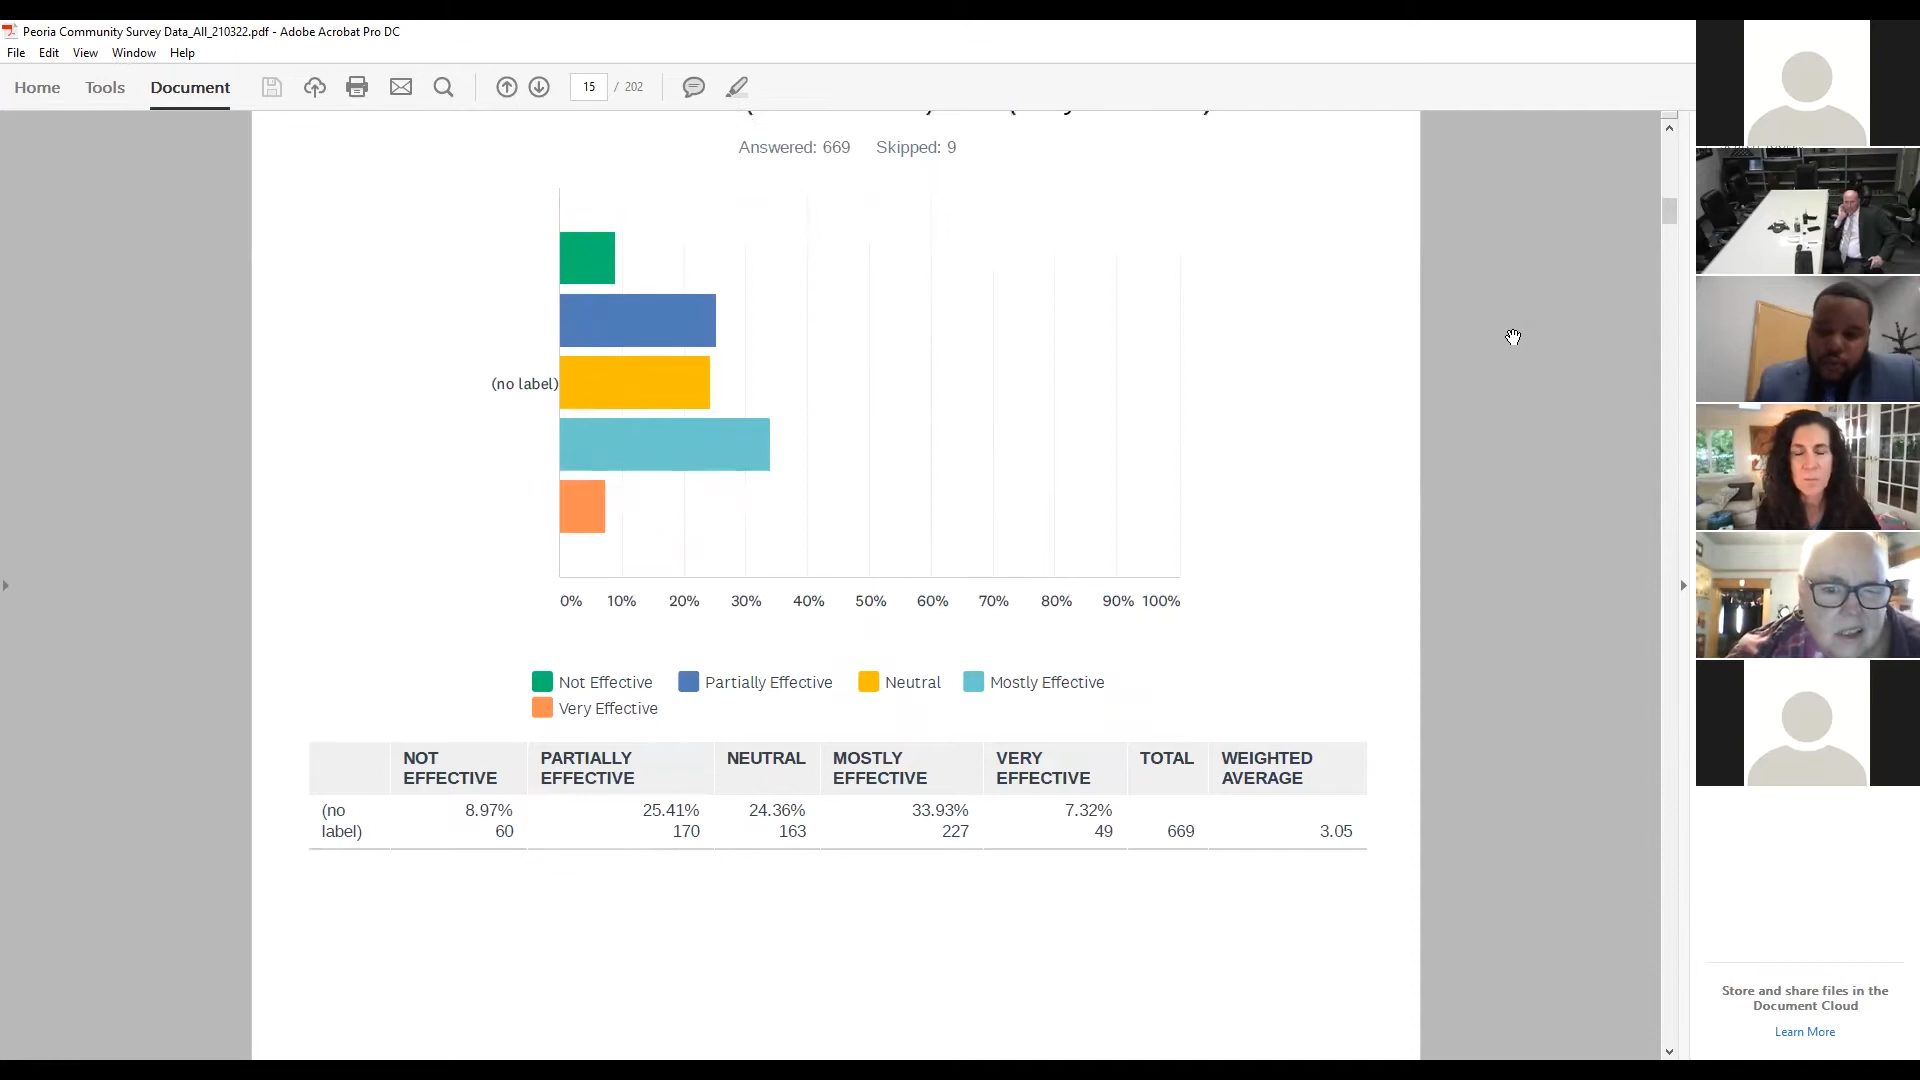 Peoria Community Survey Data_All_210322.pdf - Adobe Acrobat Pro DC
File Edit View Window Help
Home Tools Document 15 / 202
Answered: 669 Skipped: 9
(no label)
0% 10% 20% 30% 40% 50% 60% 70% 80% 90% 100%
Not Effective Partially Effective Neutral Mostly Effective
Very Effective
NOT PARTIALLY NEUTRAL MOSTLY VERY TOTAL WEIGHTED
EFFECTIVE EFFECTIVE EFFECTIVE EFFECTIVE AVERAGE
(no 8.97% 25.41% 24.36% 33.93% 7.32%
label) 60 170 163 227 49 669 3.05
Store and share files in the
Document Cloud
Learn More